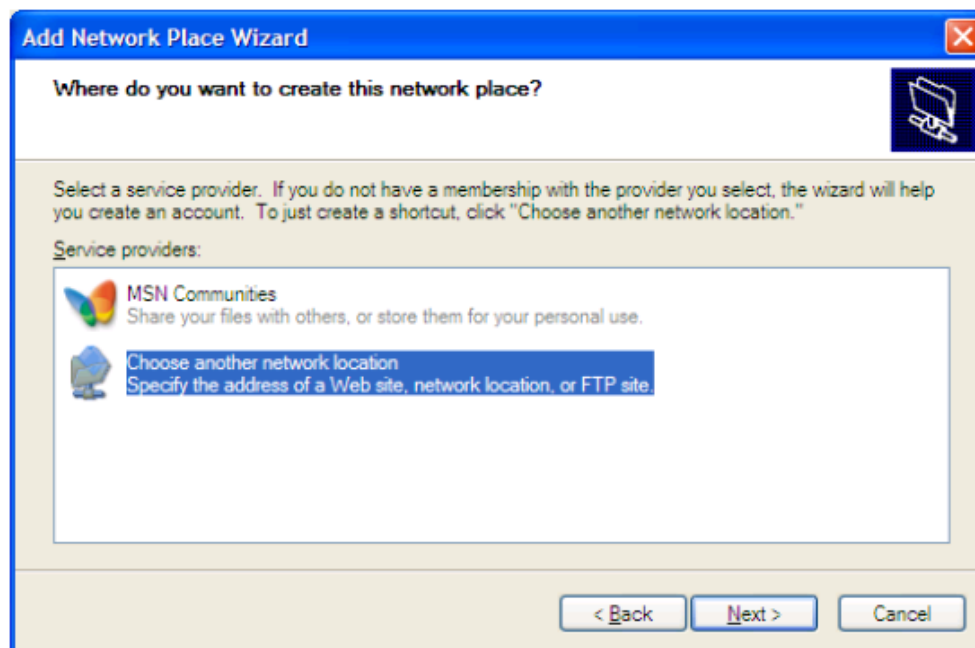 Add Network Place Wizard
Where do you want to create this network place?
Select a service provider. If you do not have a membership with the provider you select, the wizard will help
you create an account. To just create a shortcut, click "Choose another network location."
Service providers:
MSN Communities
Share your files with others, or store them for your personal use.
Choose another network location
Specify the address of a Web site, network location, or FTP site.
< Back Next > Cancel